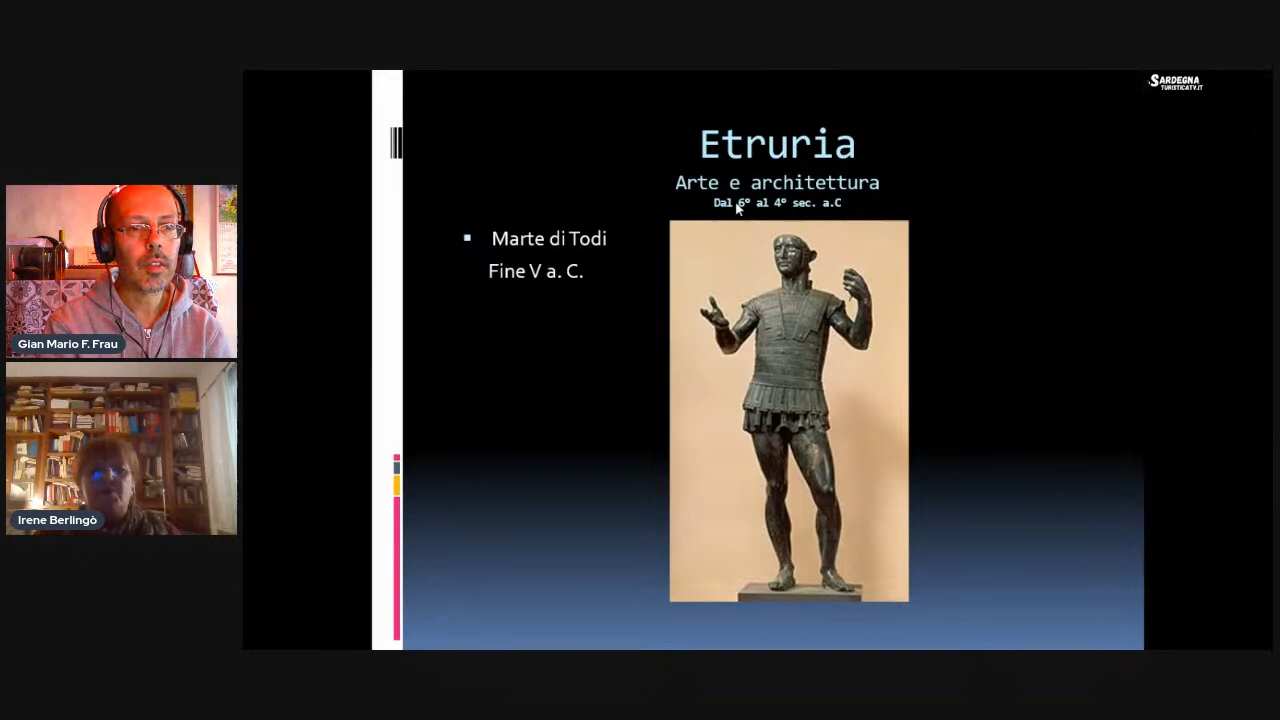 SARDEGNA
TURISTICATV.IT
Etruria
Arte e architettura
Dal 6° al 4° sec. a.C
Marte di Todi
Fine V a. C.
Gian Mario F. Frau
Irene Berlingò